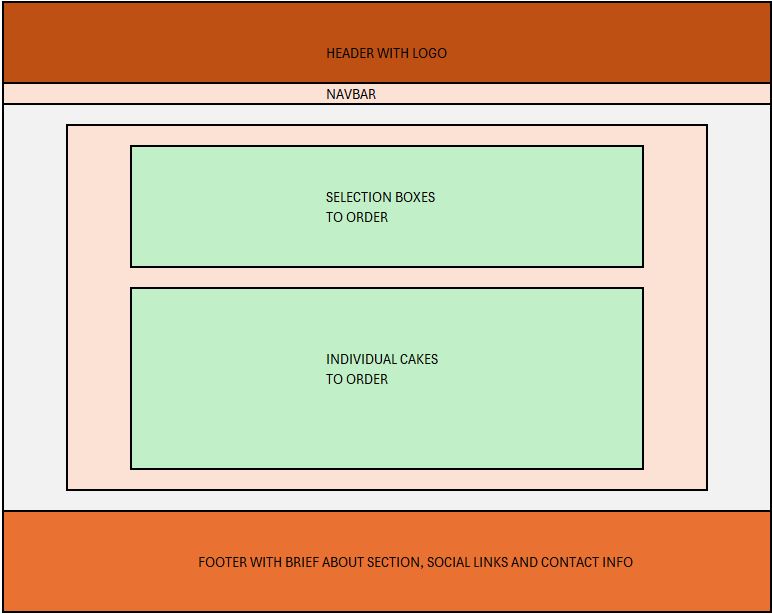 HEADER WITH LOGO
NAVBAR
SELECTION BOXES
TO ORDER
INDIVIDUAL CAKES
TO ORDER
FOOTER WITH BRIEF ABOUT SECTION, SOCIAL LINKS AND CONTACT INFO